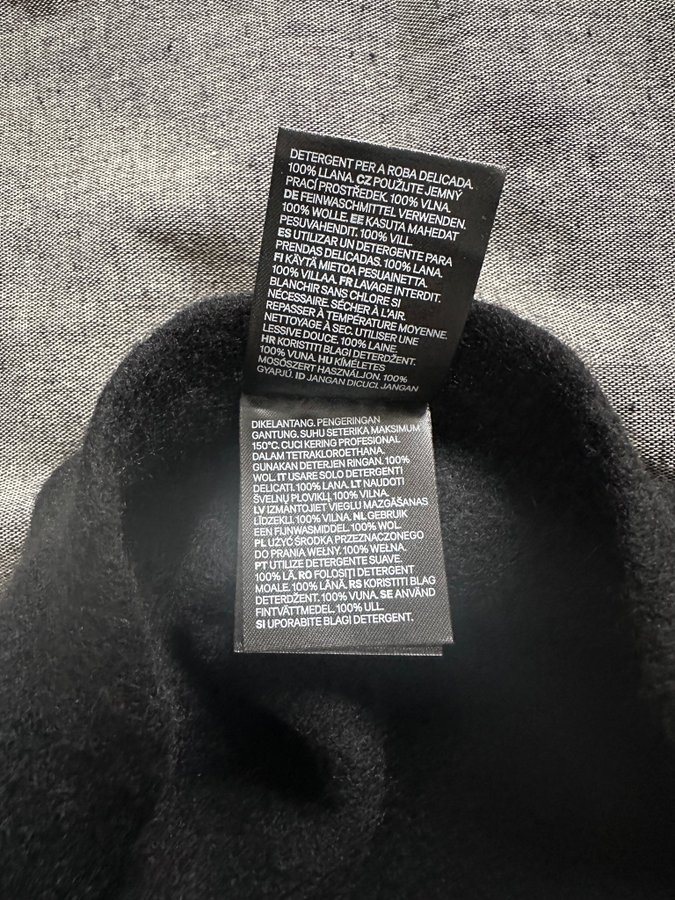 DETERGENT PER A ROBA DELICADA.
100% LLANA. CZ POUŽIJTE JEMNÝ
PRACÍ PROSTŘEDEK. 100% VLNA.
DE FEINWASCHMITTEL VERWENDEN.
100% WOLLE. EE KASUTA MAHEDAT
PESUVAHENDIT. 100% VILL.
ES UTILIZAR UN DETERGENTE PARA
PRENDAS DELICADAS. 100% LANA.
FI KÄYTÄ MIETOA PESUAINETTA.
100% VILLAA. FR LAVAGE INTERDIT.
BLANCHIR SANS CHLORE SI
NÉCESSAIRE. SÉCHER À L'AIR.
REPASSER À TEMPÉRATURE MOYENNE.
NETTOYAGE À SEC. UTILISER UNE
LESSIVE DOUCE. 100% LAINE.
HR KORISTITI BLAGI DETERDŽENT.
100% VUNA. HU KÍMÉLETES
MOSÓSZERT HASZNÁLJON. 100%
GYAPJÚ. ID JANGAN DICUCI. JANGAN
DIKELANTANG. PENGERINGAN
GANTUNG. SUHU SETERIKA MAKSIMUM
150°C. CUCI KERING PROFESIONAL
DALAM TETRAKLOROETHANA.
GUNAKAN DETERJEN RINGAN. 100%
WOL. IT USARE SOLO DETERGENTI
DELICATI. 100% LANA. LT NAUDOTI
ŠVELNŲ PLOVIKLĮ. 100% VILNA.
LV IZMANTOJIET VIEGLU MAZGĀŠANAS
LĪDZEKLI. 100% VILNA. NL GEBRUIK
EEN FIJNWASMIDDEL. 100% WOL.
PL UŻYĆ ŚRODKA PRZEZNACZONEGO
DO PRANIA WEŁNY. 100% WEŁNA.
PT UTILIZE DETERGENTE SUAVE.
100% LÃ. RO FOLOSIȚI DETERGENT
MOALE. 100% LÂNĂ. RS KORISTITI BLAG
DETERDŽENT. 100% VUNA. SE ANVÄND
FINTVÄTTMEDEL. 100% ULL.
SI UPORABITE BLAGI DETERGENT.